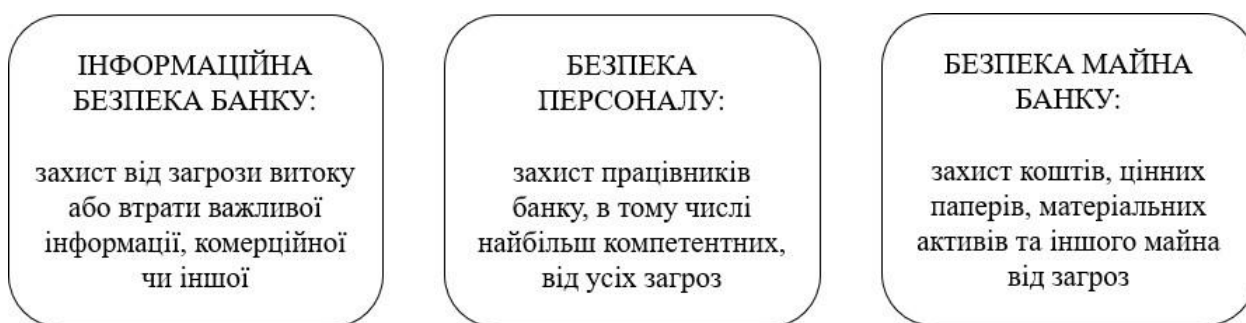 ІНФОРМАЦІЙНА
БЕЗПЕКА БАНКУ:
захист від загрози витоку
або втрати важливої
інформації, комерційної
чи іншої
БЕЗПЕКА
ПЕРСОНАЛУ:
захист працівників
банку, в тому числі
найбільш компетентних,
від усіх загроз
БЕЗПЕКА МАЙНА
БАНКУ:
захист коштів, цінних
паперів, матеріальних
активів та іншого майна
від загроз